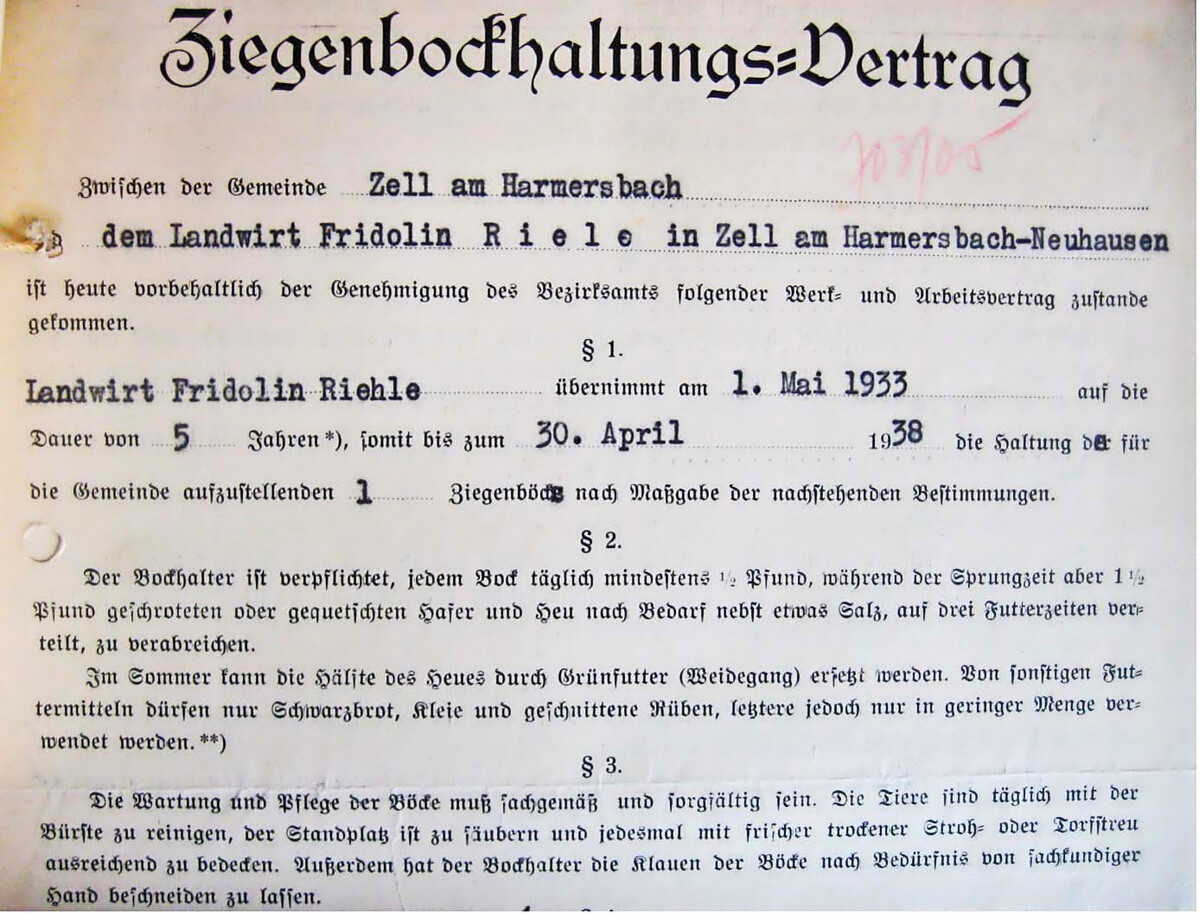 Ziegenbockhaltungs=Vertrag
703/05
Zwischen der Gemeinde Zell am Harmersbach
dem Landwirt Fridolin Riele in Zell am Harmersbach-Neuhausen
ist heute vorbehaltlich der Genehmigung des Bezirksamts folgender Werk= und Arbeitsvertrag zustande
gekommen.
§ 1.
Landwirt Fridolin Riehle übernimmt am 1. Mai 1933 auf die
Dauer von 5 Jahren *), somit bis zum 30. April 1938 die Haltung der für
die Gemeinde aufzustellenden 1 Ziegenböcks nach Maßgabe der nachstehenden Bestimmungen.
§ 2.
Der Bockhalter ist verpflichtet, jedem Bock täglich mindestens ½ Pfund, während der Sprungzeit aber 1 ½
Pfund geschroteten oder gequetschten Hafer und Heu nach Bedarf nebst etwas Salz, auf drei Futterzeiten ver=
teilt, zu verabreichen.
Im Sommer kann die Hälfte des Heues durch Grünfutter (Weidegang) ersetzt werden. Von sonstigen Fut=
termitteln dürfen nur Schwarzbrot, Kleie und geschnittene Rüben, letztere jedoch nur in geringer Menge ver=
wendet werden. **)
§ 3.
Die Wartung und Pflege der Böcke muß sachgemäß und sorgfältig sein. Die Tiere sind täglich mit der
Bürste zu reinigen, der Standplatz ist zu säubern und jedesmal mit frischer trockener Stroh= oder Torfstreu
ausreichend zu bedecken. Außerdem hat der Bockhalter die Klauen der Böcke nach Bedürfnis von sachkundiger
Hand beschneiden zu lassen.